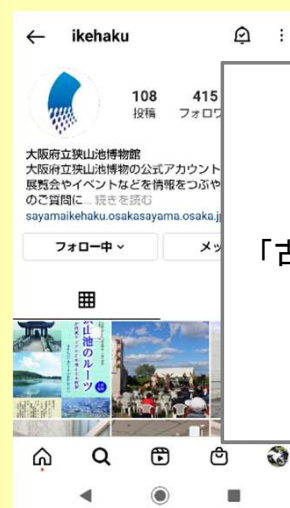 ikehaku
108
415
投稿
フォロワ
大阪府立狭山池博物館
大阪府立狭山池博物の公式アカウント
展覧会やイベントなどを情報をつぶや
のご質問に... 続きを読む
sayamaikehaku.osakasayama.osaka.j
フォロー中
メッ
「古
山池のルーツ